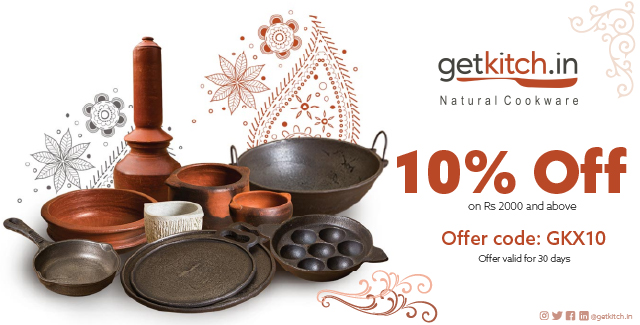 getkitch.in
Natural Cookware
10% Off
on Rs 2000 and above
Offer code: GKX10
Offer valid for 30 days
@getkitch.in